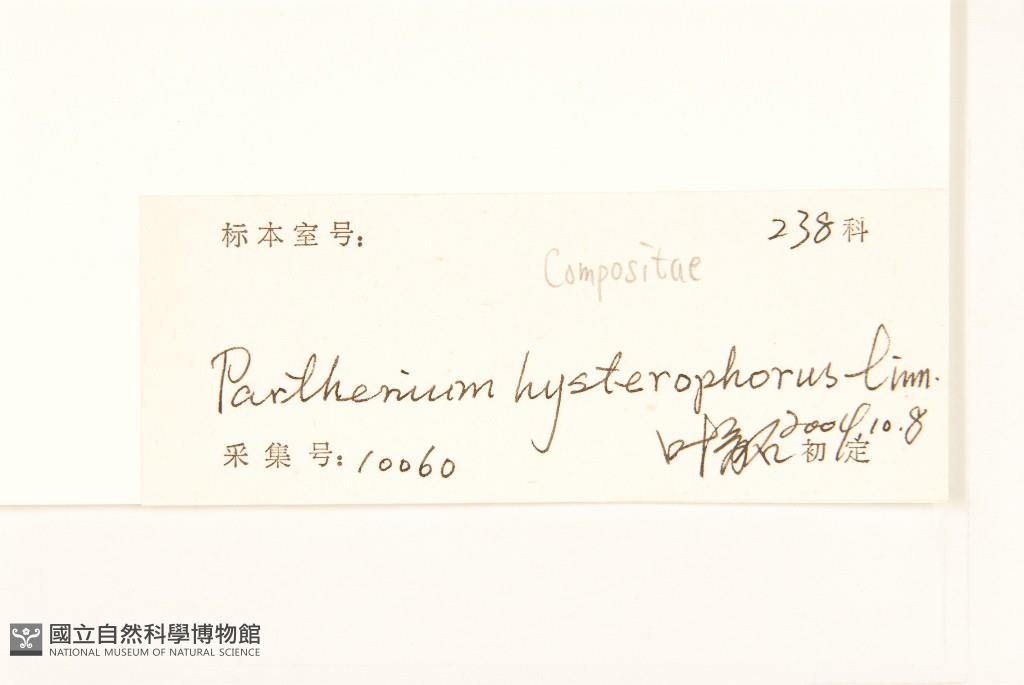 标本室号: 238科
Compositae
Parthenium hysterophorus Linn.
2004.10.8
采集号: 10060 叶 初定
國立自然科學博物館
NATIONAL MUSEUM OF NATURAL SCIENCE